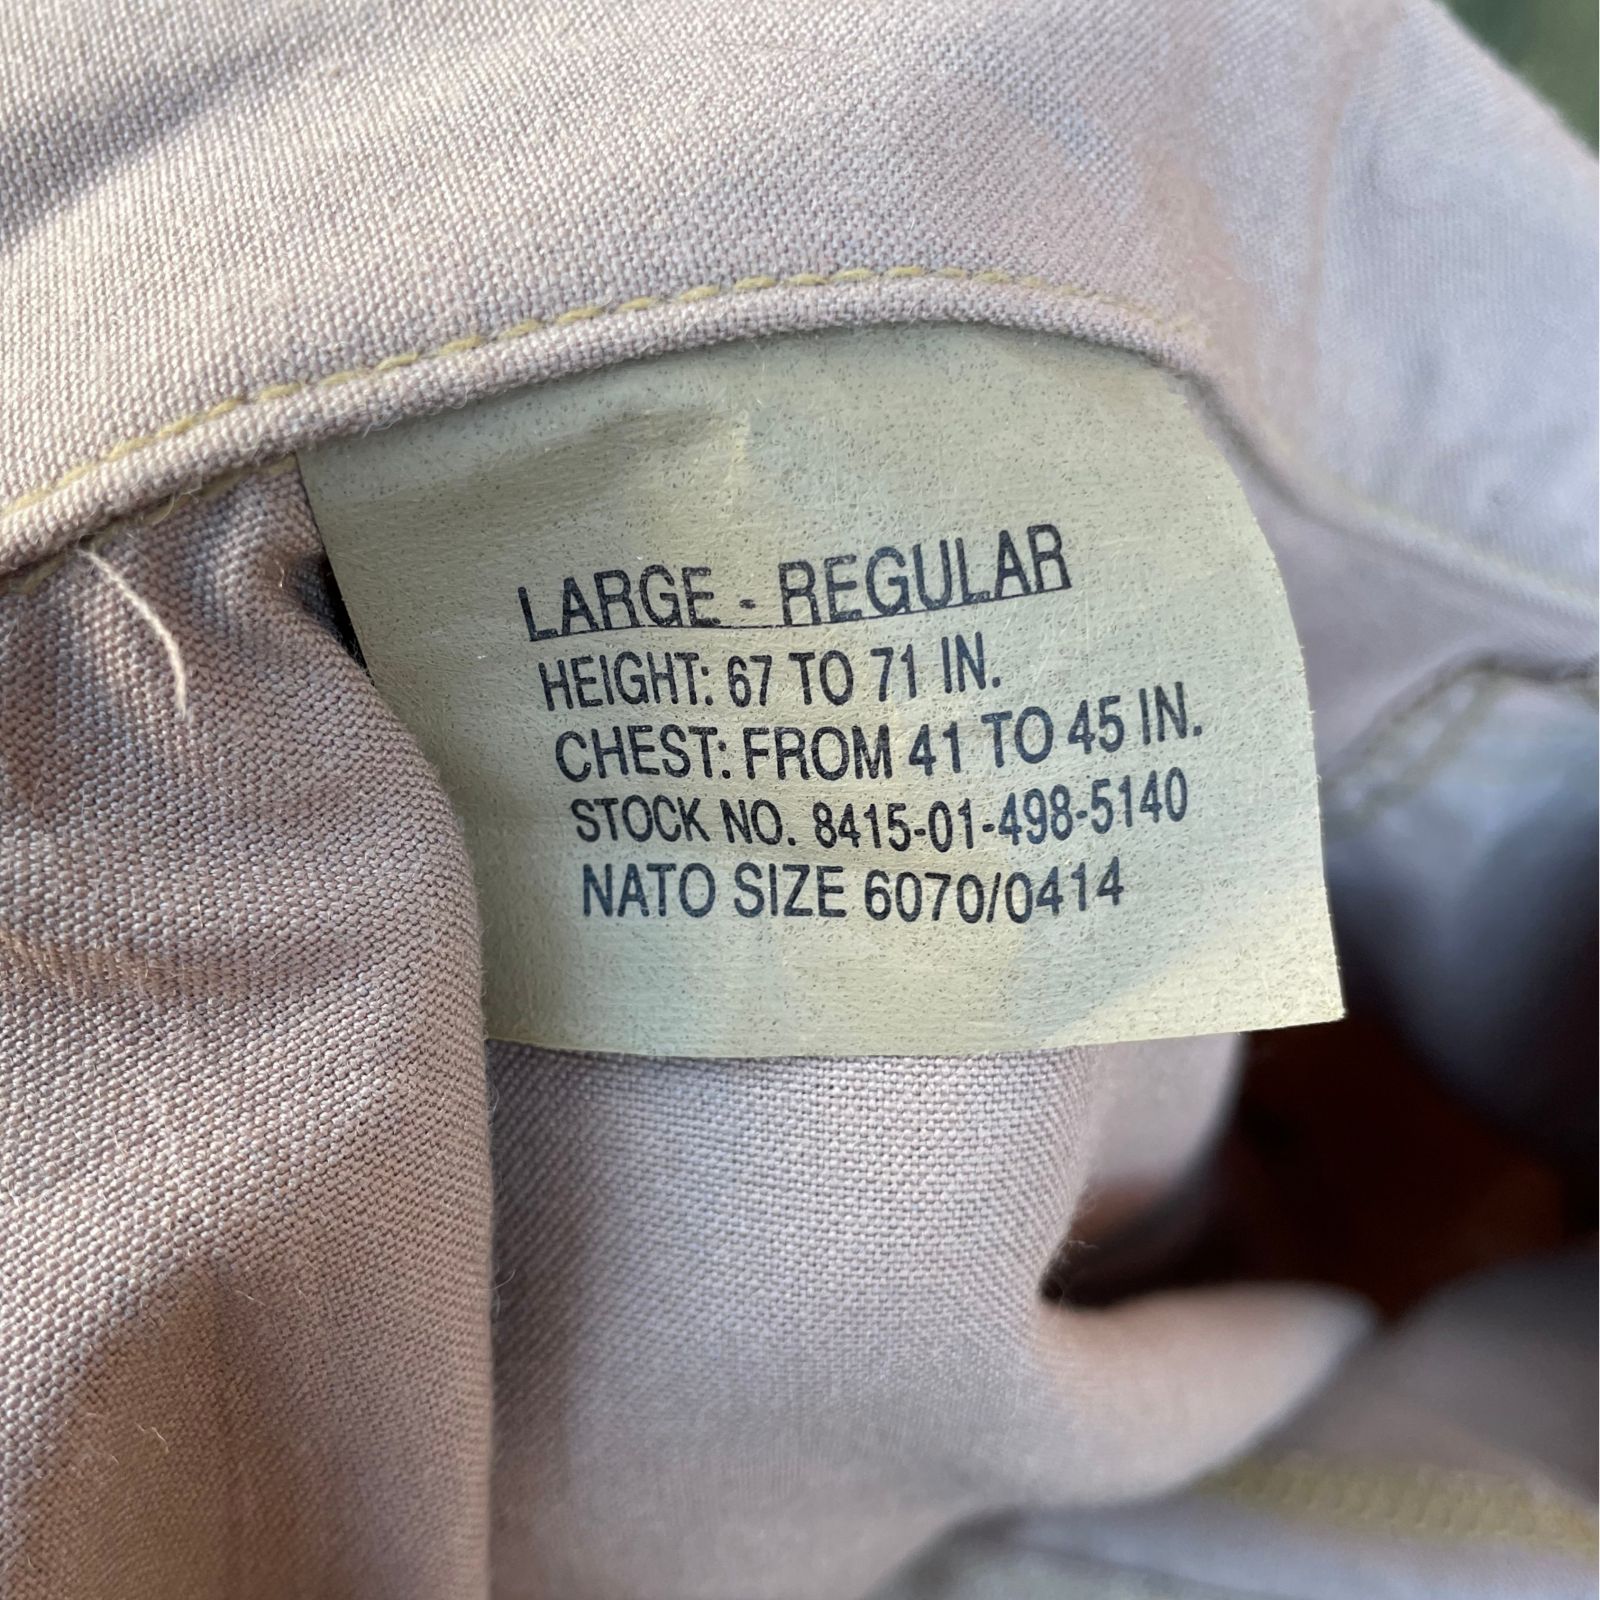 LARGE - REGULAR
HEIGHT: 67 TO 71 IN.
CHEST: FROM 41 TO 45 IN.
STOCK NO. 8415-01-498-5140
NATO SIZE 6070/0414